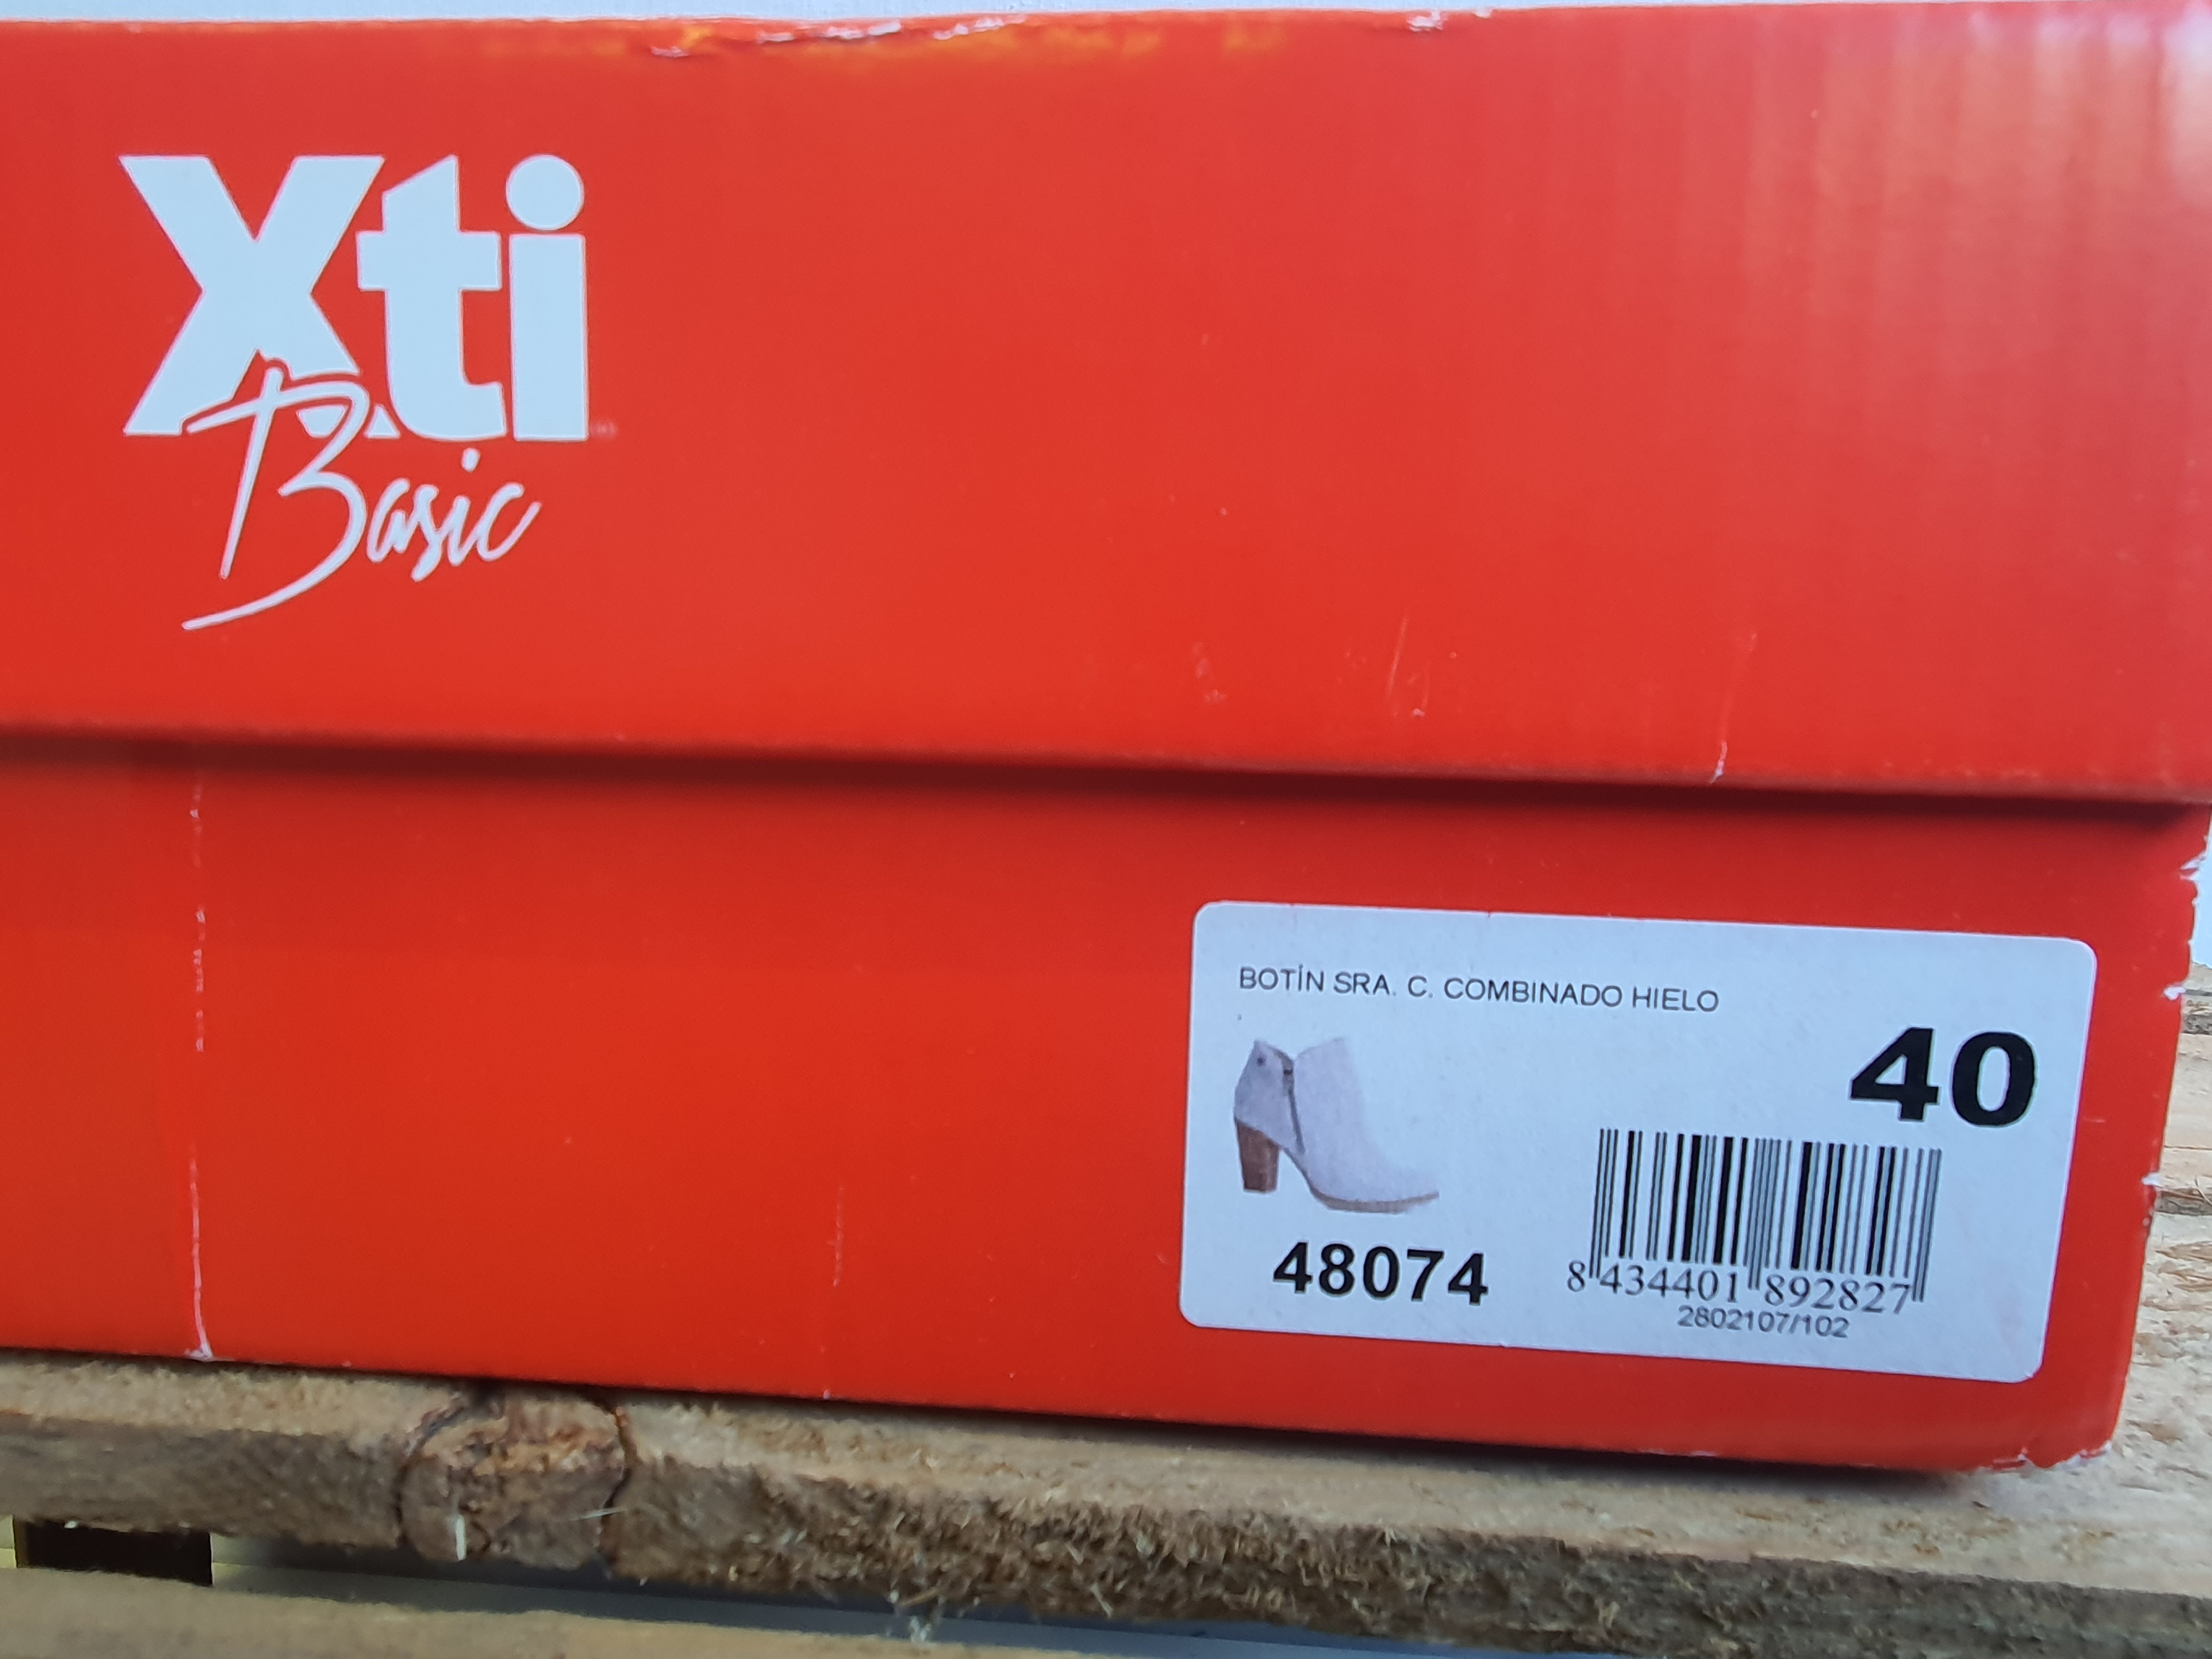 Xti
Basic
BOTÍN SRA. C. COMBINADO HIELO
40
48074
8 434401 892827
2802107/102